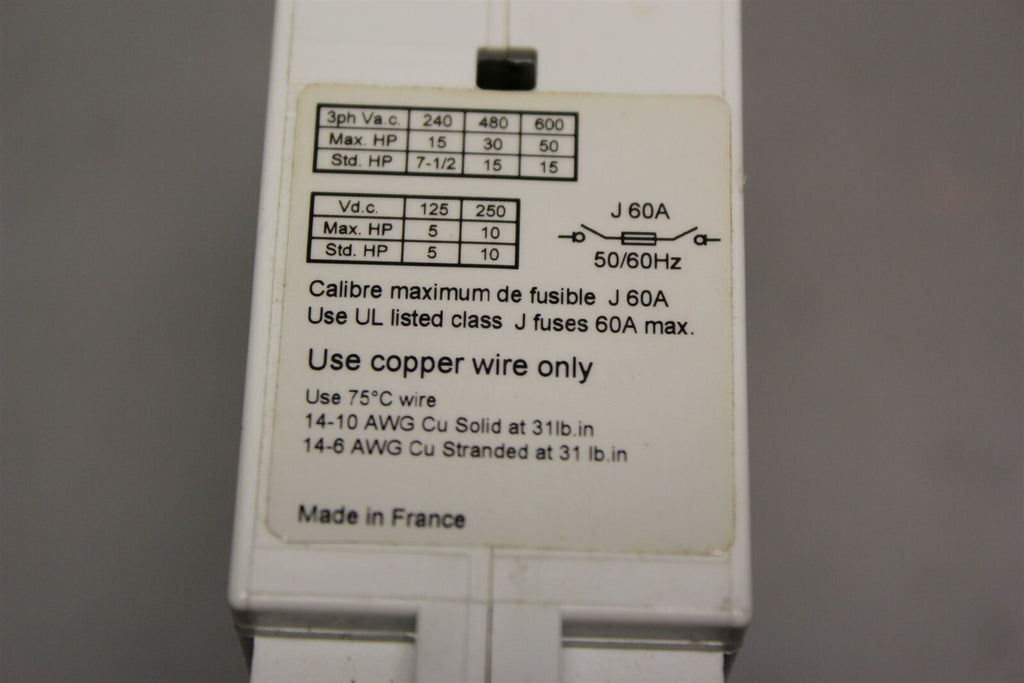 3ph Va.c. 240 480 600
Max. HP 15 30 50
Std. HP 7-1/2 15 15
Vd.c. 125 250
Max. HP 5 10
Std. HP 5 10
J 60A
50/60Hz
Calibre maximum de fusible J 60A
Use UL listed class J fuses 60A max.
Use copper wire only
Use 75°C wire
14-10 AWG Cu Solid at 31lb.in
14-6 AWG Cu Stranded at 31 lb.in
Made in France